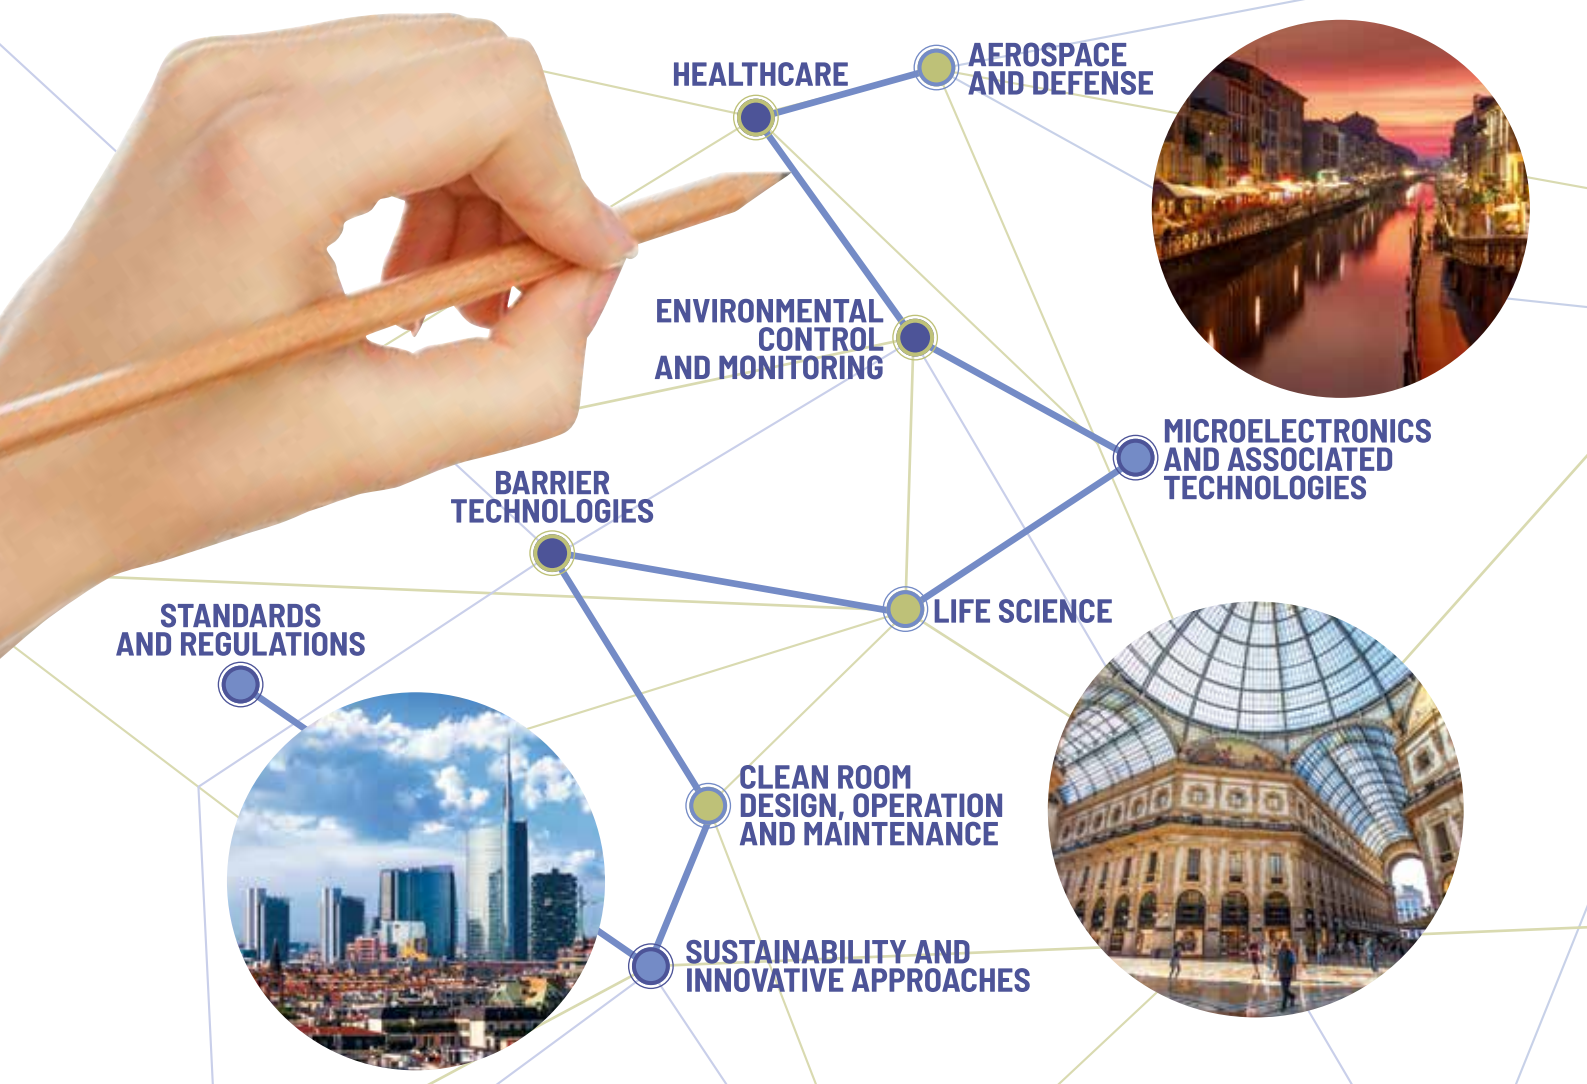 HEALTHCARE
AEROSPACE
AND DEFENSE
ENVIRONMENTAL
CONTROL
AND MONITORING
MICROELECTRONICS
AND ASSOCIATED
TECHNOLOGIES
BARRIER
TECHNOLOGIES
LIFE SCIENCE
STANDARDS
AND REGULATIONS
CLEAN ROOM
DESIGN, OPERATION
AND MAINTENANCE
SUSTAINABILITY AND
INNOVATIVE APPROACHES